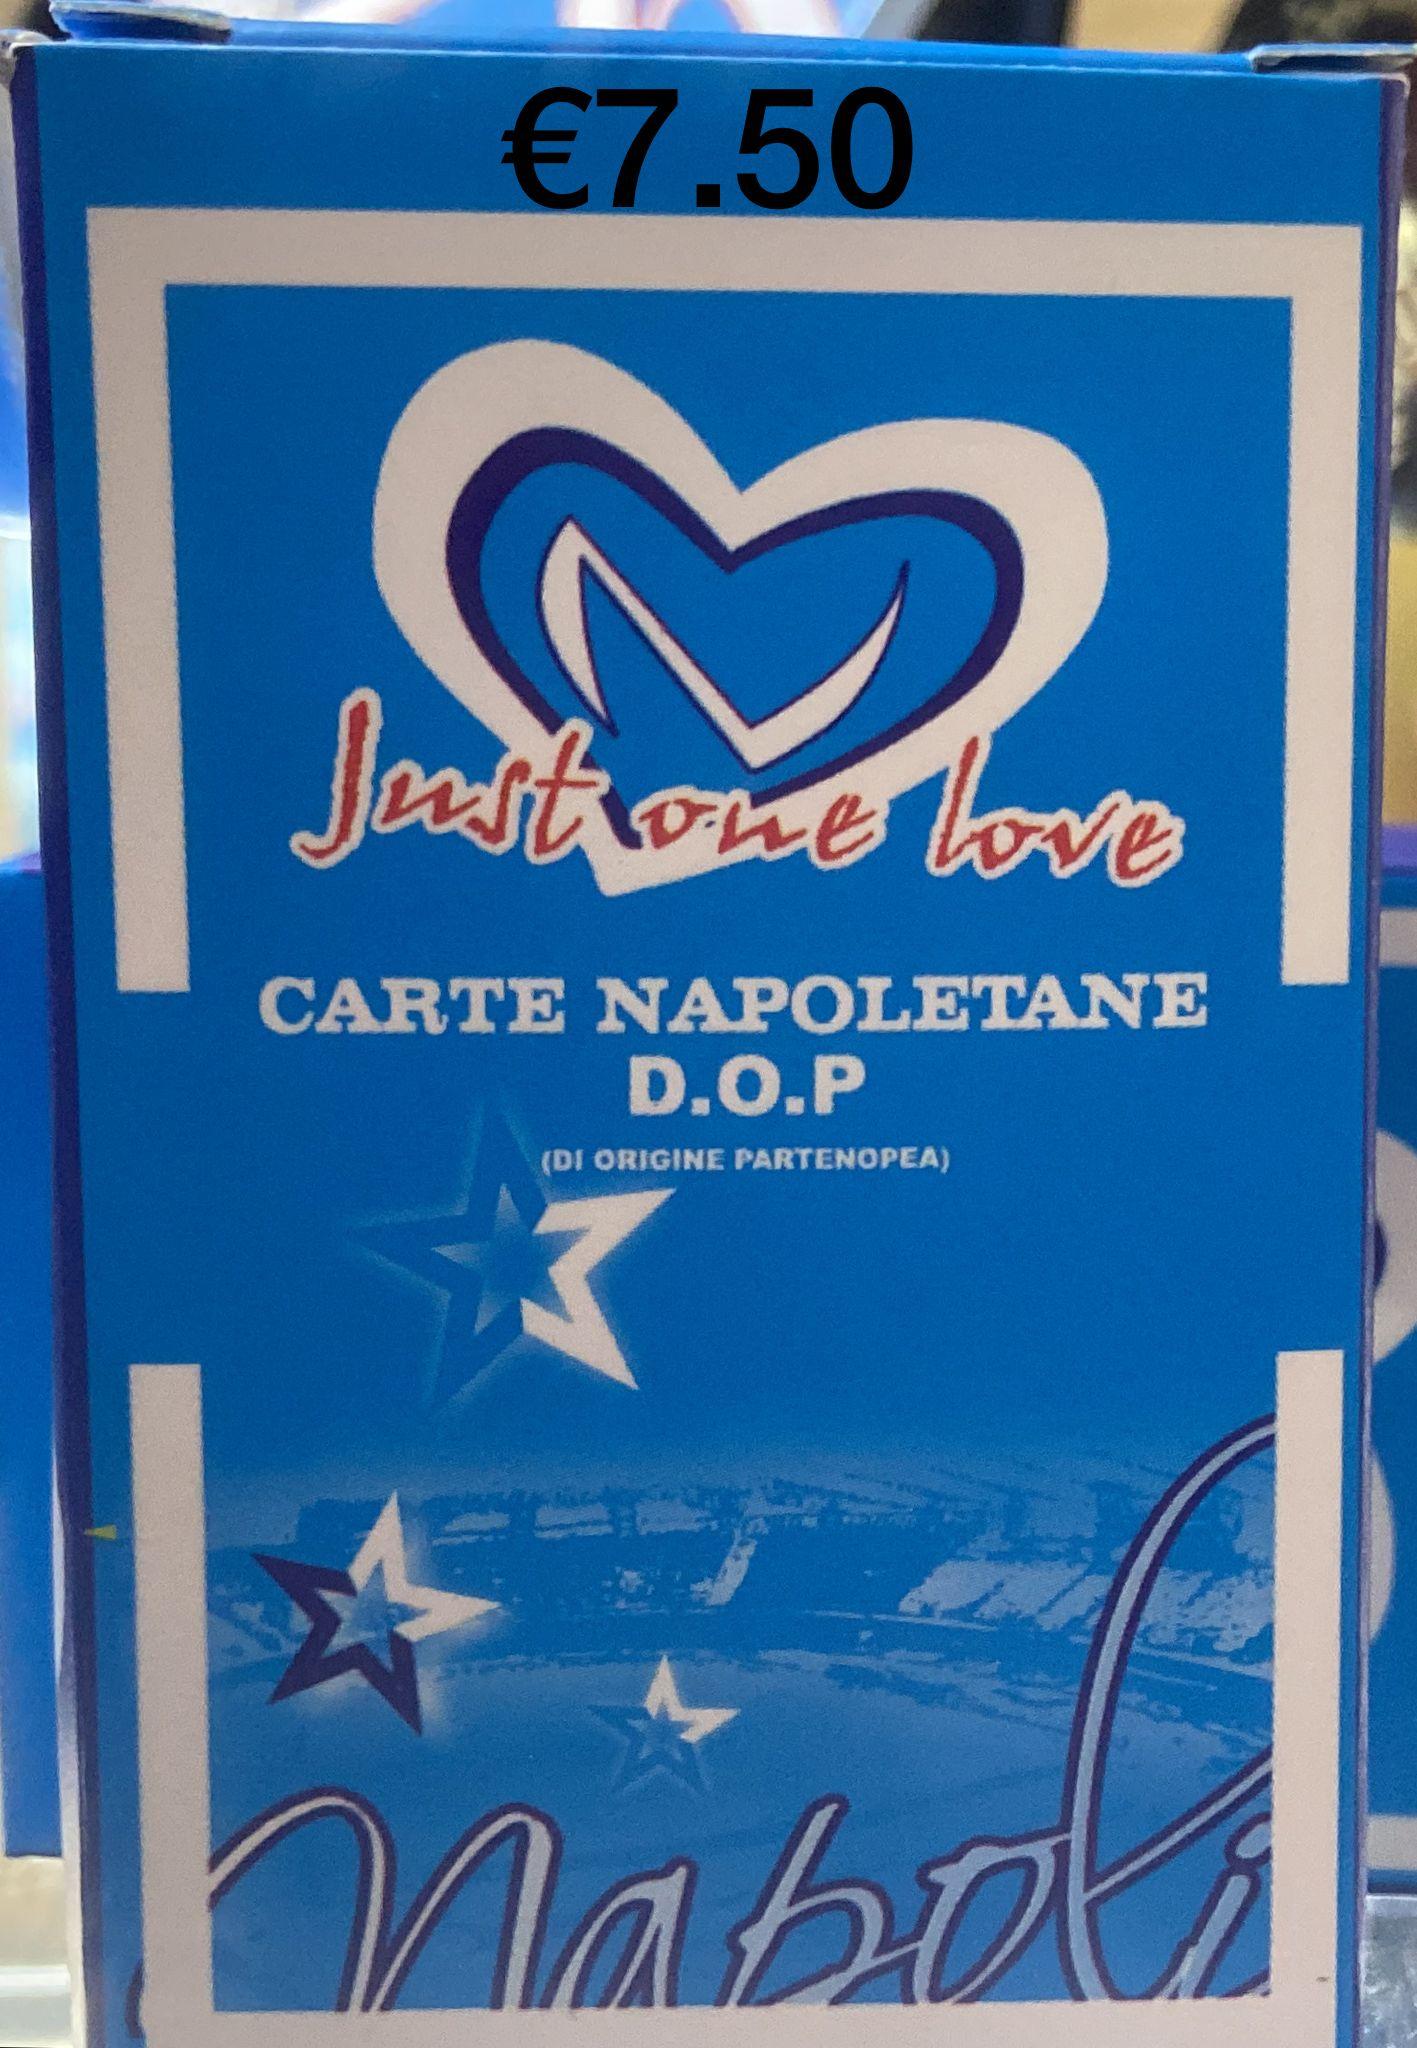 €7.50
N
Just one love
CARTE NAPOLETANE
D.O.P
(DI ORIGINE PARTENOPEA)
Napoli